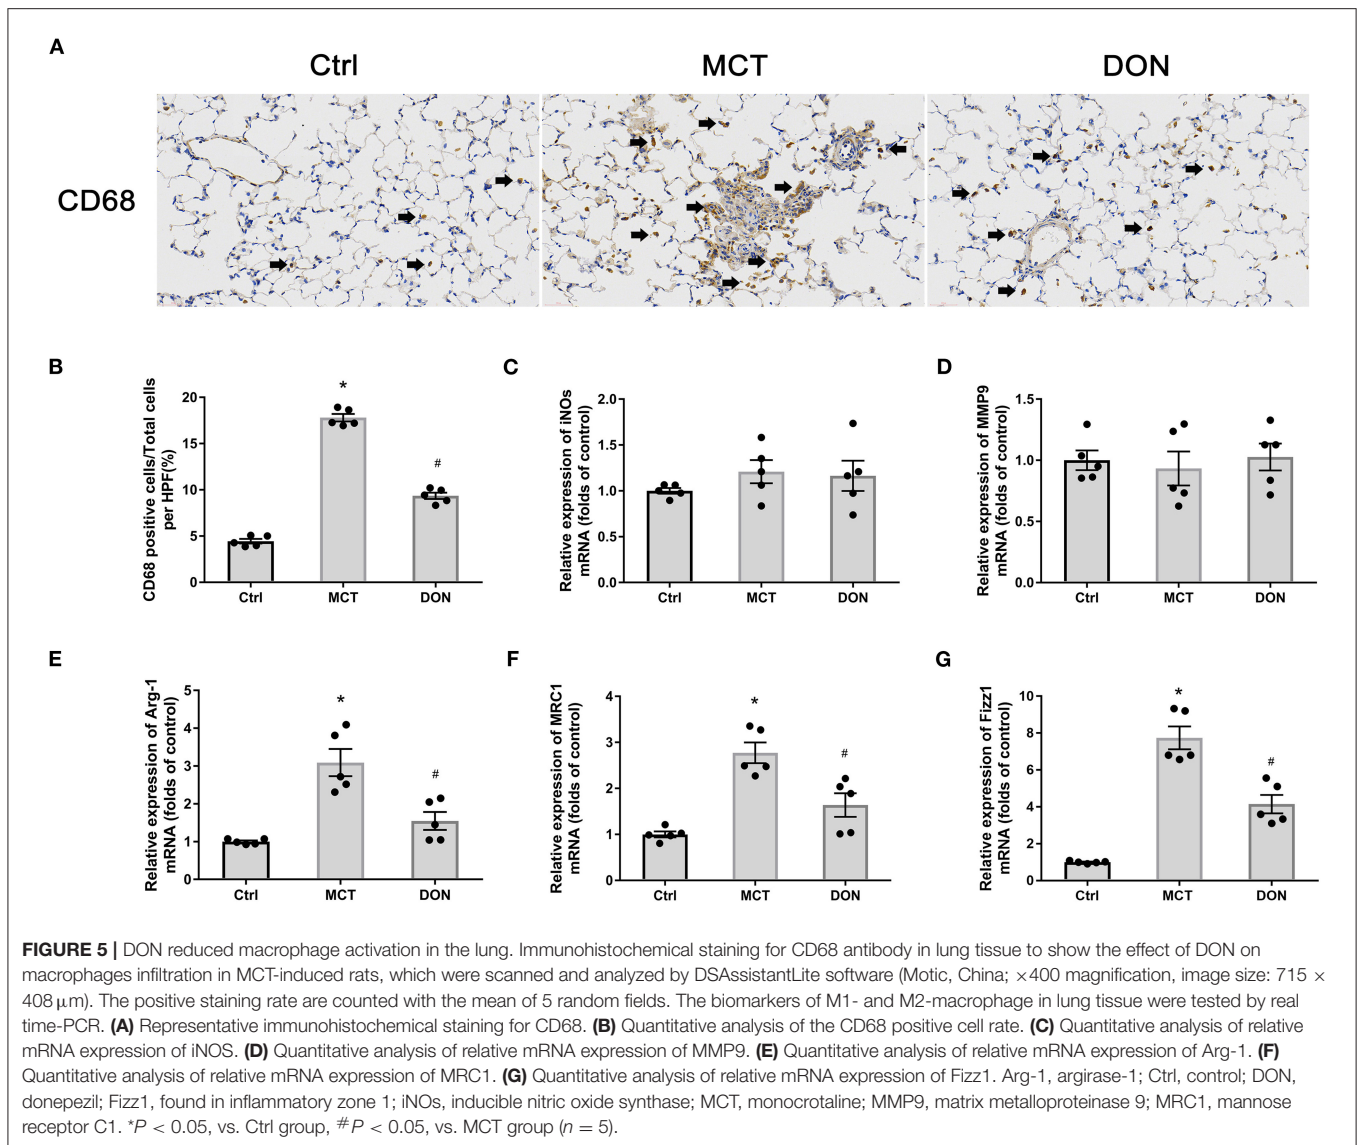 A
Ctrl MCT DON
CD68
B
CD68 positive cells/Total cells
per HPF(%)
20
15
10
5
0
*
#
Ctrl MCT DON
C
Relative expression of iNOs
mRNA (folds of control)
2.0
1.5
1.0
0.5
0.0
Ctrl MCT DON
D
Relative expression of MMP9
mRNA (folds of control)
1.5
1.0
0.5
0.0
Ctrl MCT DON
E
Relative expression of Arg-1
mRNA (folds of control)
5
4
3
2
1
0
*
#
Ctrl MCT DON
F
Relative expression of MRC1
mRNA (folds of control)
4
3
2
1
0
*
#
Ctrl MCT DON
G
Relative expression of Fizz1
mRNA (folds of control)
10
8
6
4
2
0
*
#
Ctrl MCT DON
FIGURE 5 | DON reduced macrophage activation in the lung. Immunohistochemical staining for CD68 antibody in lung tissue to show the effect of DON on
macrophages infiltration in MCT-induced rats, which were scanned and analyzed by DSAssistantLite software (Motic, China; ×400 magnification, image size: 715 ×
408 μm). The positive staining rate are counted with the mean of 5 random fields. The biomarkers of M1- and M2-macrophage in lung tissue were tested by real
time-PCR. (A) Representative immunohistochemical staining for CD68. (B) Quantitative analysis of the CD68 positive cell rate. (C) Quantitative analysis of relative
mRNA expression of iNOS. (D) Quantitative analysis of relative mRNA expression of MMP9. (E) Quantitative analysis of relative mRNA expression of Arg-1. (F)
Quantitative analysis of relative mRNA expression of MRC1. (G) Quantitative analysis of relative mRNA expression of Fizz1. Arg-1, argirase-1; Ctrl, control; DON,
donepezil; Fizz1, found in inflammatory zone 1; iNOs, inducible nitric oxide synthase; MCT, monocrotaline; MMP9, matrix metalloproteinase 9; MRC1, mannose
receptor C1. *P < 0.05, vs. Ctrl group, #P < 0.05, vs. MCT group (n = 5).